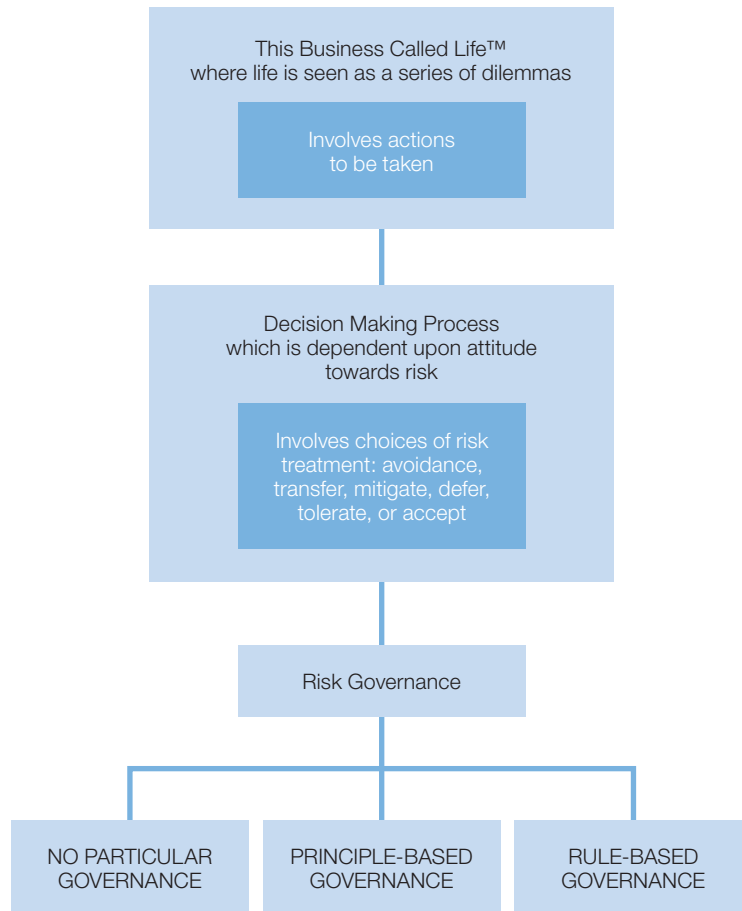 This Business Called Life™
where life is seen as a series of dilemmas
Involves actions
to be taken
Decision Making Process
which is dependent upon attitude
towards risk
Involves choices of risk
treatment: avoidance,
transfer, mitigate, defer,
tolerate, or accept
Risk Governance
NO PARTICULAR
GOVERNANCE
PRINCIPLE-BASED
GOVERNANCE
RULE-BASED
GOVERNANCE